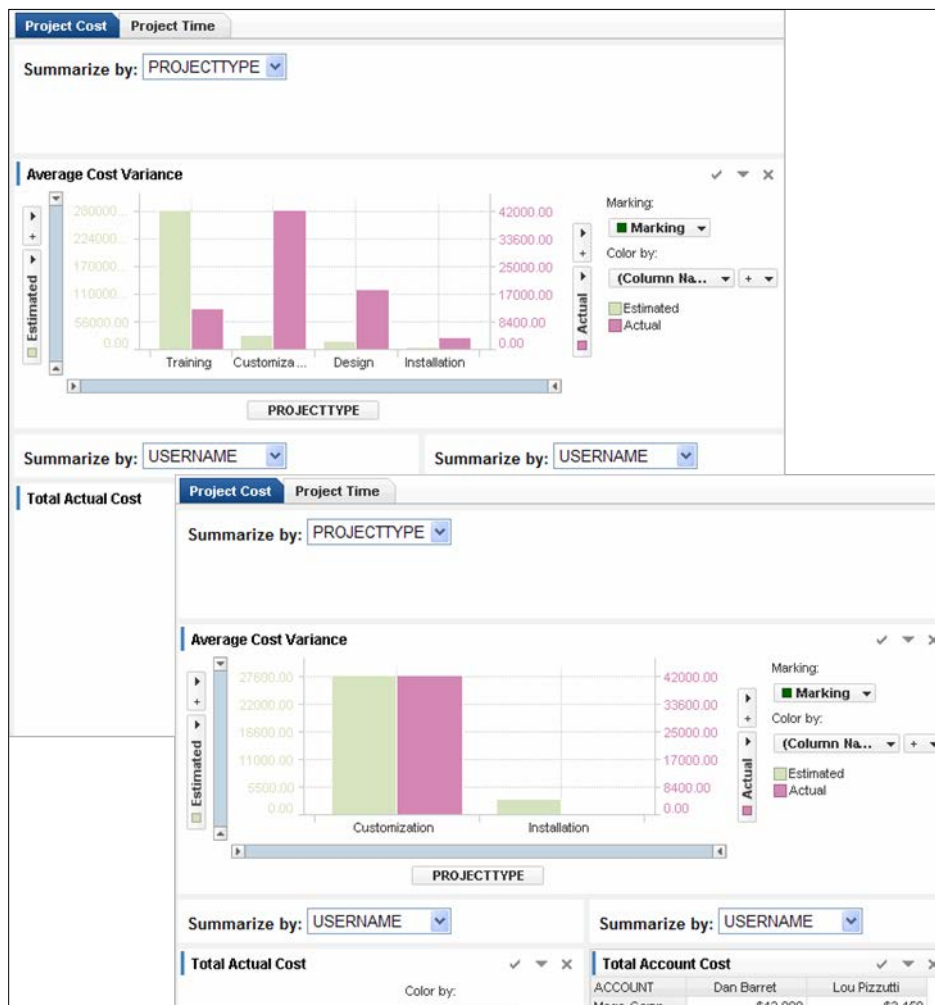 Project Cost Project Time
Summarize by: PROJECTTYPE
Average Cost Variance
280000...
224000...
170000...
110000...
56000.00
0.00
Estimated
42000.00
33600.00
25000.00
17000.00
8400.00
0.00
Actual
Training Customiza ... Design Installation
PROJECTTYPE
Marking:
Marking
Color by:
(Column Na... +
Estimated
Actual
Summarize by: USERNAME
Summarize by: USERNAME
Total Actual Cost
Project Cost Project Time
Summarize by: PROJECTTYPE
Average Cost Variance
27600.00
22000.00
16600.00
11000.00
5500.00
0.00
Estimated
42000.00
33600.00
25000.00
17000.00
8400.00
0.00
Actual
Customization Installation
PROJECTTYPE
Marking:
Marking
Color by:
(Column Na... +
Estimated
Actual
Summarize by: USERNAME
Summarize by: USERNAME
Total Actual Cost
Color by:
Total Account Cost
ACCOUNT Dan Barret Lou Pizzutti